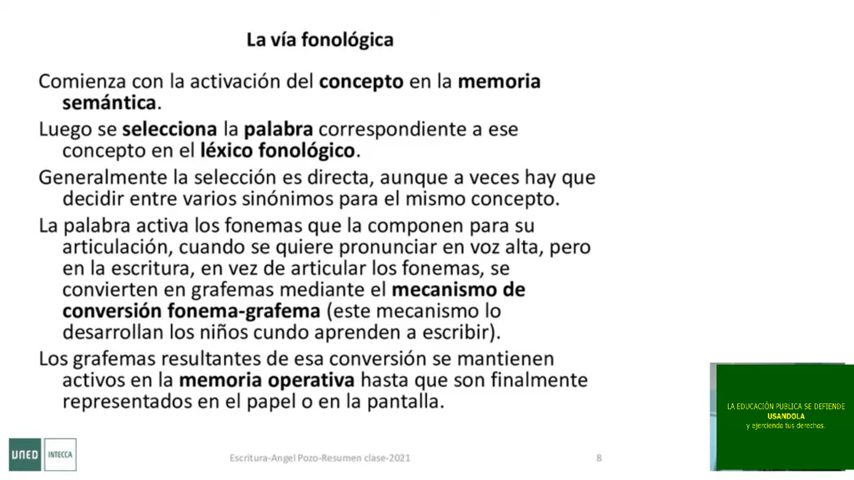 La vía fonológica
Comienza con la activación del concepto en la memoria
semántica.
Luego se selecciona la palabra correspondiente a ese
concepto en el léxico fonológico.
Generalmente la selección es directa, aunque a veces hay que
decidir entre varios sinónimos para el mismo concepto.
La palabra activa los fonemas que la componen para su
articulación, cuando se quiere pronunciar en voz alta, pero
en la escritura, en vez de articular los fonemas, se
convierten en grafemas mediante el mecanismo de
conversión fonema-grafema (este mecanismo lo
desarrollan los niños cundo aprenden a escribir).
Los grafemas resultantes de esa conversión se mantienen
activos en la memoria operativa hasta que son finalmente
representados en el papel o en la pantalla.
LA EDUCACIÓN PUBLICA SE DEFIENDE
USANDOLA
y ejerciendo tus derechos.
UNED INTECCA
Escritura-Angel Pozo-Resumen clase-2021
8